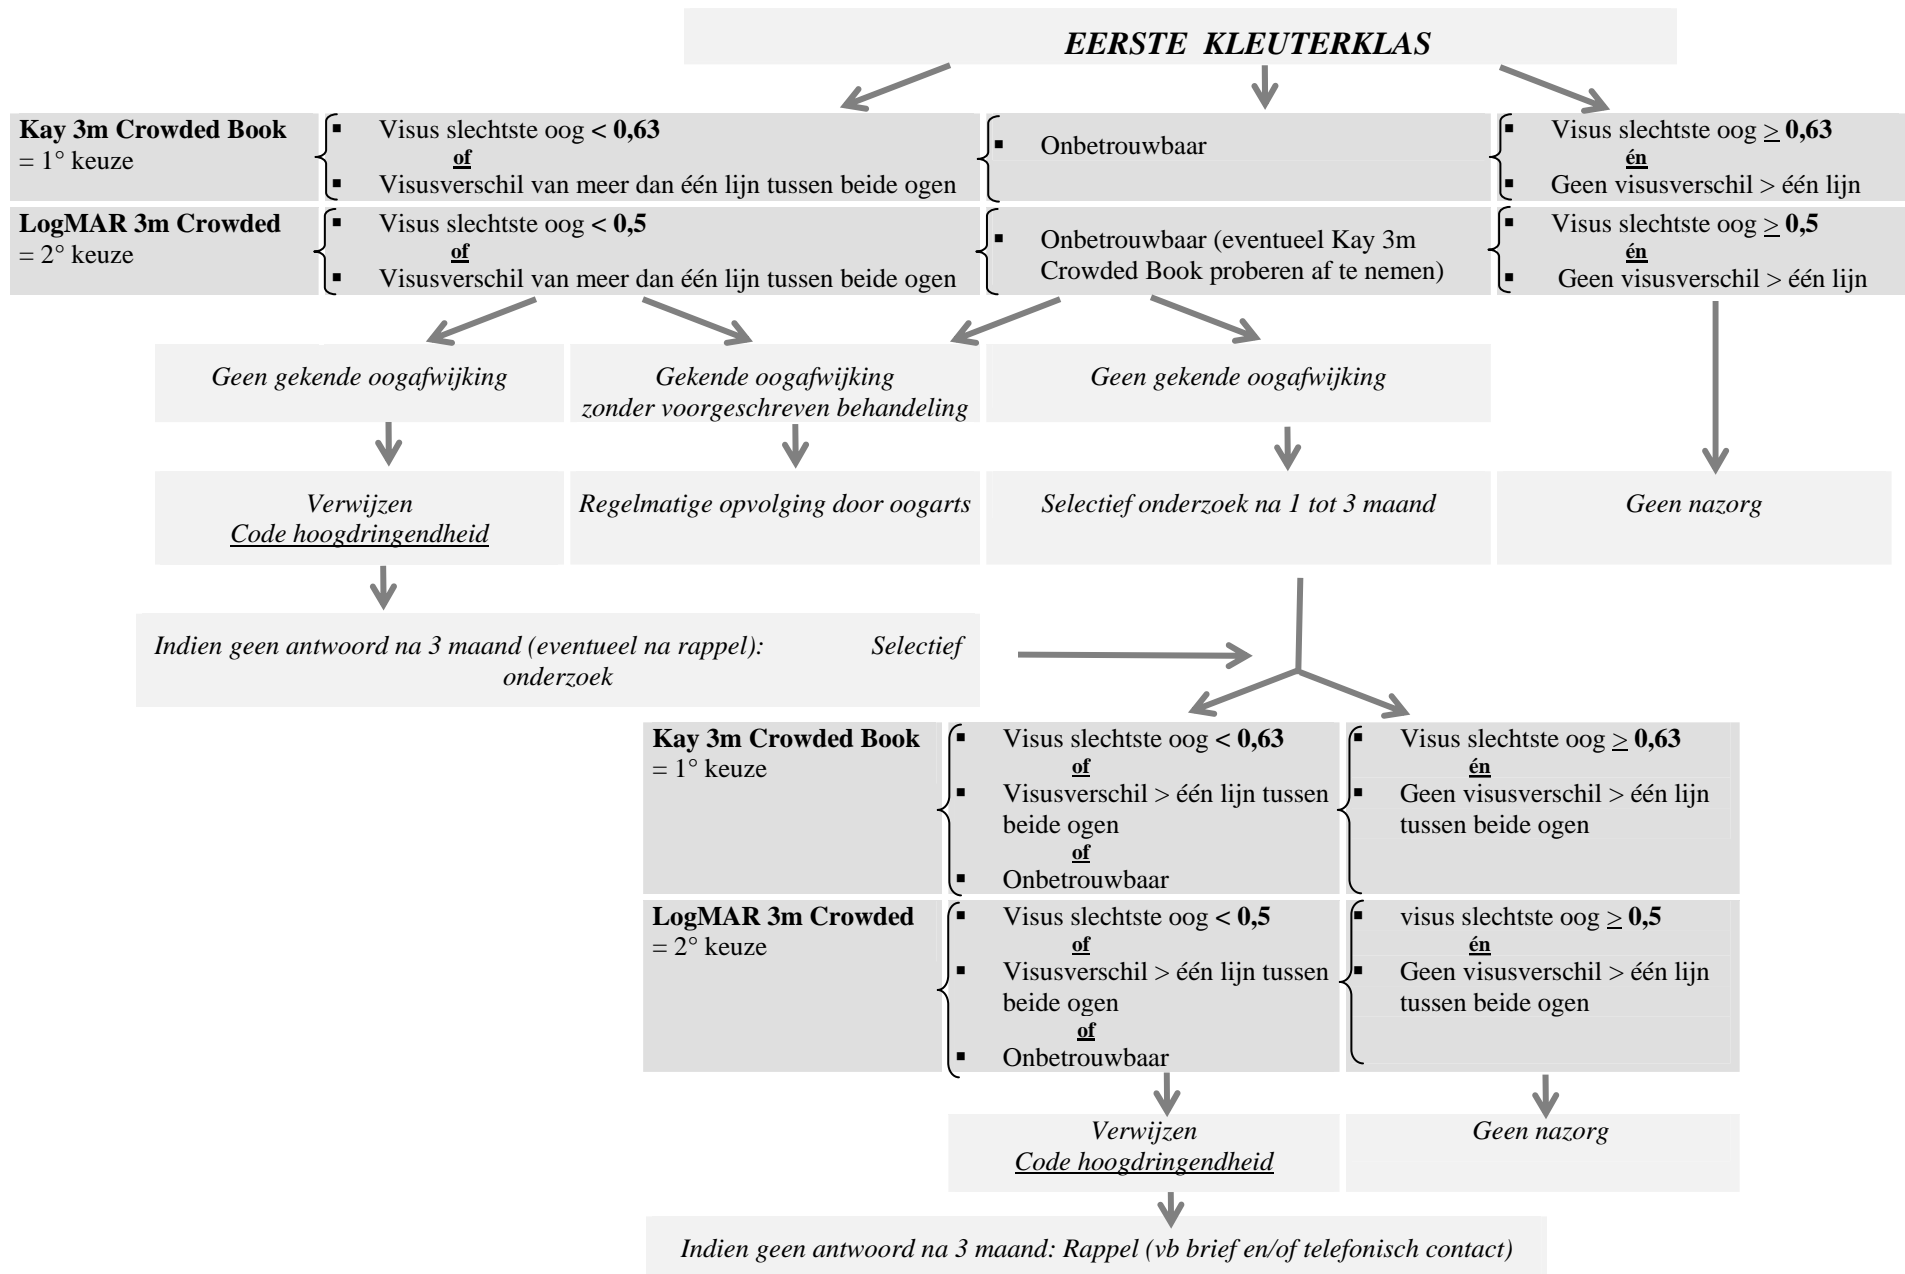 EERSTE KLEUTERKLAS
Kay 3m Crowded Book
= 1° keuze
▪ Visus slechtste oog < 0,63
of
▪ Visusverschil van meer dan één lijn tussen beide ogen
▪ Onbetrouwbaar
▪ Visus slechtste oog ≥ 0,63
én
▪ Geen visusverschil > één lijn
LogMAR 3m Crowded
= 2° keuze
▪ Visus slechtste oog < 0,5
of
▪ Visusverschil van meer dan één lijn tussen beide ogen
▪ Onbetrouwbaar (eventueel Kay 3m
Crowded Book proberen af te nemen)
▪ Visus slechtste oog ≥ 0,5
én
▪ Geen visusverschil > één lijn
Geen gekende oogafwijking
Gekende oogafwijking
zonder voorgeschreven behandeling
Geen gekende oogafwijking
Verwijzen
Code hoogdringendheid
Regelmatige opvolging door oogarts
Selectief onderzoek na 1 tot 3 maand
Geen nazorg
Indien geen antwoord na 3 maand (eventueel na rappel): Selectief
onderzoek
Kay 3m Crowded Book
= 1° keuze
▪ Visus slechtste oog < 0,63
of
▪ Visusverschil > één lijn tussen
beide ogen
of
▪ Onbetrouwbaar
▪ Visus slechtste oog ≥ 0,63
én
▪ Geen visusverschil > één lijn
tussen beide ogen
LogMAR 3m Crowded
= 2° keuze
▪ Visus slechtste oog < 0,5
of
▪ Visusverschil > één lijn tussen
beide ogen
of
▪ Onbetrouwbaar
▪ visus slechtste oog ≥ 0,5
én
▪ Geen visusverschil > één lijn
tussen beide ogen
Verwijzen
Code hoogdringendheid
Geen nazorg
Indien geen antwoord na 3 maand: Rappel (vb brief en/of telefonisch contact)